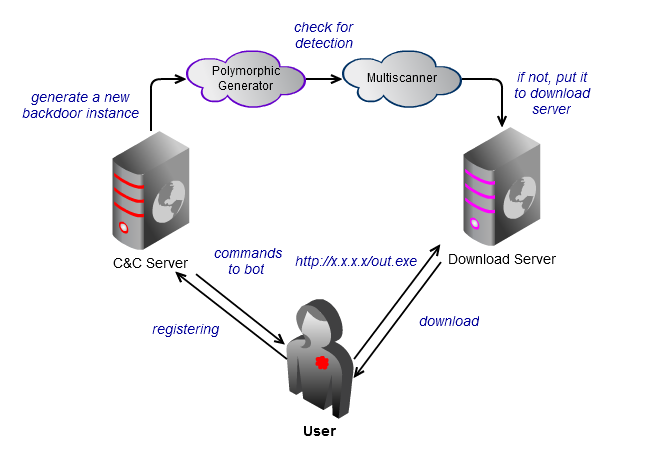 check for
detection
Polymorphic
Generator
Multiscanner
generate a new
backdoor instance
if not, put it
to download
server
C&C Server
Download Server
commands
to bot
http://x.x.x.x/out.exe
registering
download
User